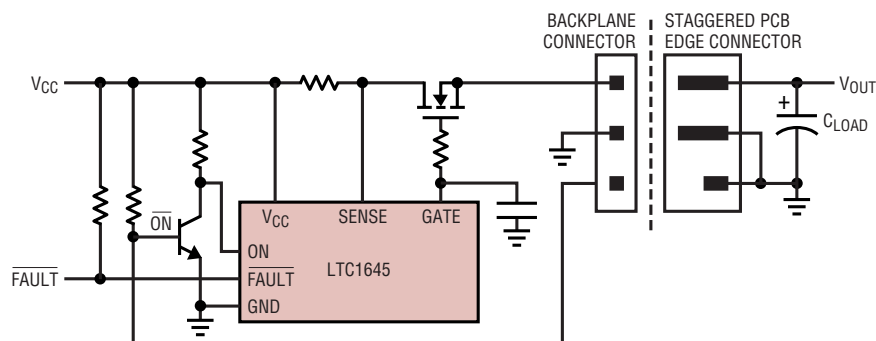 BACKPLANE
CONNECTOR
STAGGERED PCB
EDGE CONNECTOR
VCC
VOUT
+
CLOAD
ON
VCC
SENSE
GATE
ON
FAULT
FAULT
LTC1645
GND